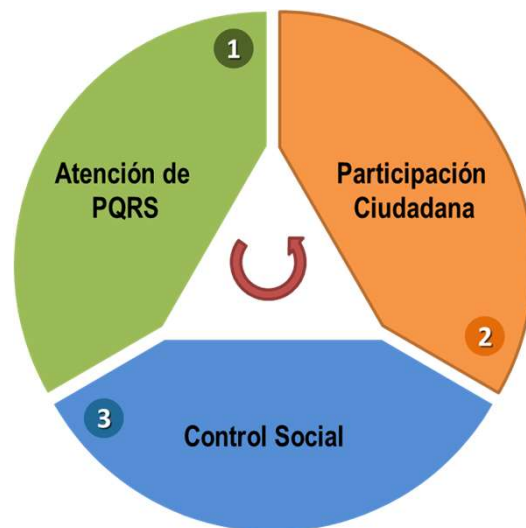 1
Atención de
PQRS
Participación
Ciudadana
2
3
Control Social